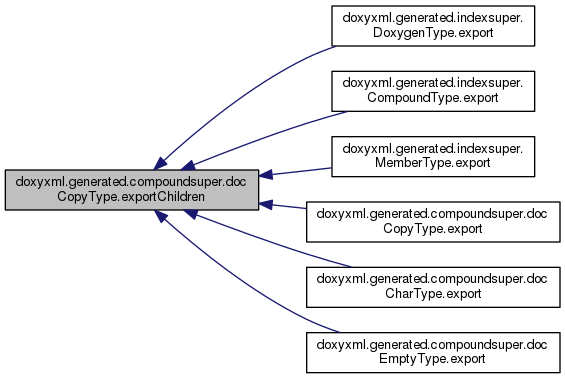 doxyxml.generated.indexsuper.
DoxygenType.export
doxyxml.generated.indexsuper.
CompoundType.export
doxyxml.generated.indexsuper.
MemberType.export
doxyxml.generated.compoundsuper.doc
CopyType.exportChildren
doxyxml.generated.compoundsuper.doc
CopyType.export
doxyxml.generated.compoundsuper.doc
CharType.export
doxyxml.generated.compoundsuper.doc
EmptyType.export